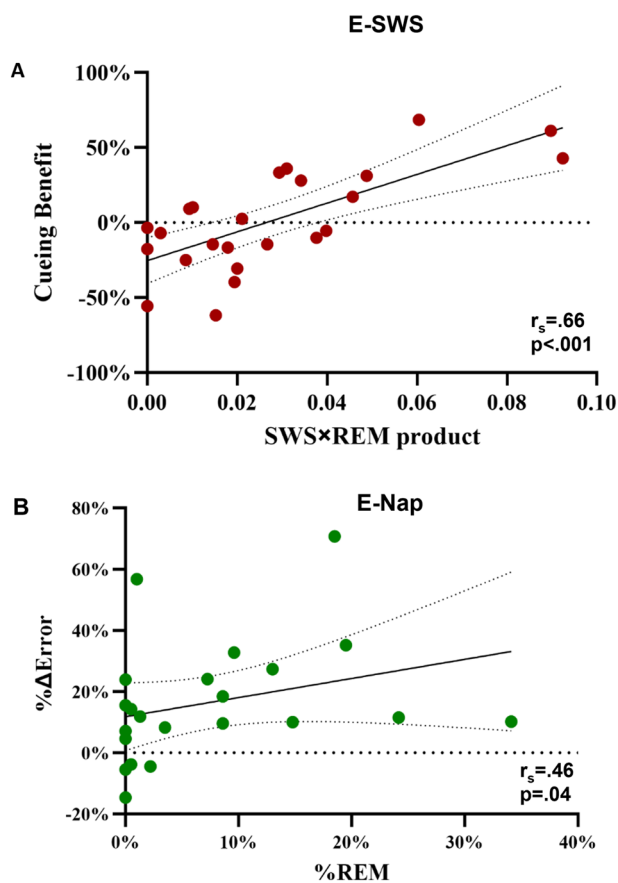 E-SWS
A
100%
50%
0%
-50%
-100%
Cueing Benefit
rs=.66
p<.001
0.00 0.02 0.04 0.06 0.08 0.10
SWS×REM product
B
E-Nap
80%
60%
40%
20%
0%
-20%
%ΔError
rs=.46
p=.04
0% 10% 20% 30% 40%
%REM